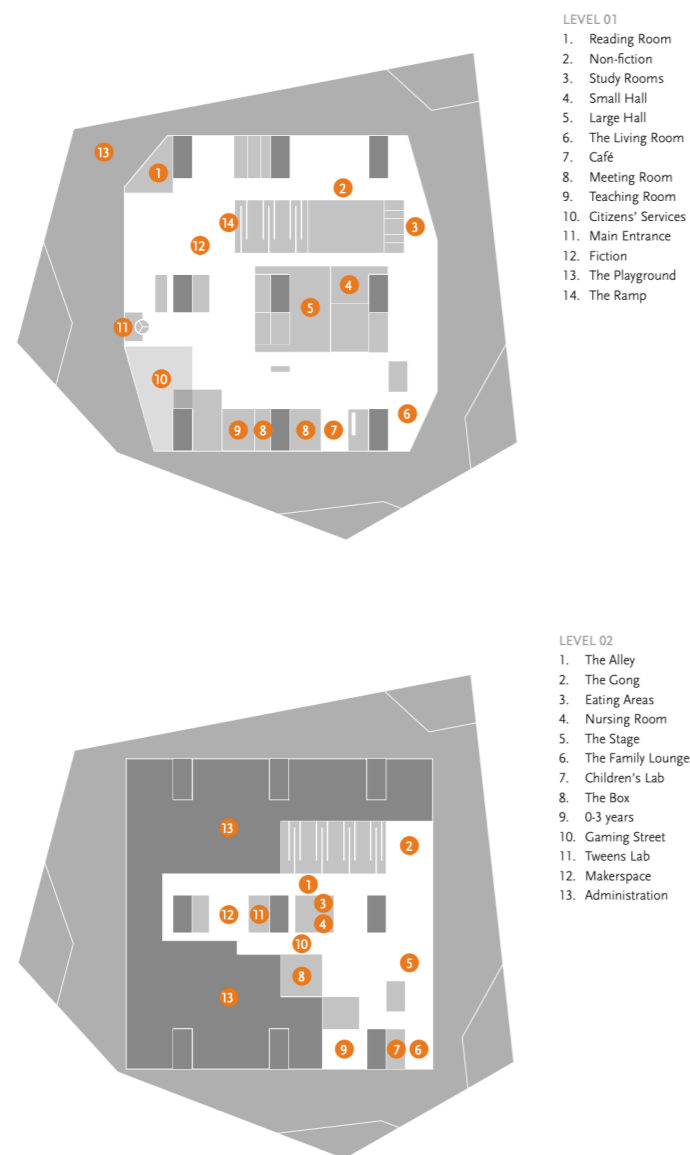 LEVEL 01
1. Reading Room
2. Non-fiction
3. Study Rooms
4. Small Hall
5. Large Hall
6. The Living Room
7. Café
8. Meeting Room
9. Teaching Room
10. Citizens’ Services
11. Main Entrance
12. Fiction
13. The Playground
14. The Ramp
13
1
2
14
3
12
4
5
11
10
6
9
8
8
7
LEVEL 02
1. The Alley
2. The Gong
3. Eating Areas
4. Nursing Room
5. The Stage
6. The Family Lounge
7. Children’s Lab
8. The Box
9. 0-3 years
10. Gaming Street
11. Tweens Lab
12. Makerspace
13. Administration
13
2
1
3
12
11
4
10
5
8
13
9
7
6